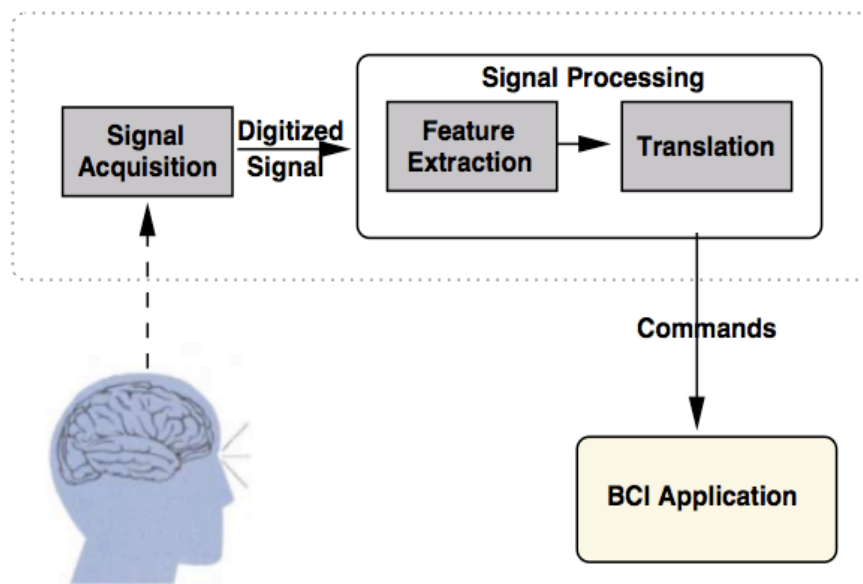 Signal Processing
Signal
Acquisition
Digitized
Signal
Feature
Extraction
Translation
Commands
BCI Application